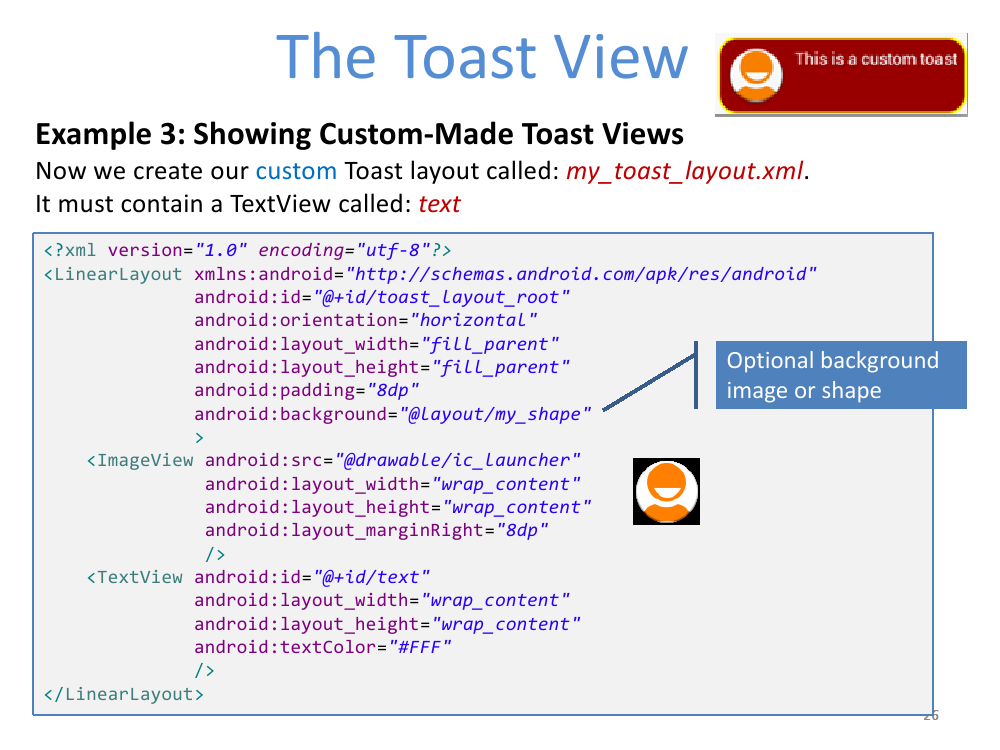 The Toast View
This is a custom toast
Example 3: Showing Custom-Made Toast Views
Now we create our custom Toast layout called: my_toast_layout.xml.
It must contain a TextView called: text
<?xml version="1.0" encoding="utf-8"?>
<LinearLayout xmlns:android="http://schemas.android.com/apk/res/android"
android:id="@+id/toast_layout_root"
android:orientation="horizontal"
android:layout_width="fill_parent"
android:layout_height="fill_parent"
android:padding="8dp"
android:background="@layout/my_shape"
>
Optional background
image or shape
<ImageView android:src="@drawable/ic_launcher"
android:layout_width="wrap_content"
android:layout_height="wrap_content"
android:layout_marginRight="8dp"
/>
<TextView android:id="@+id/text"
android:layout_width="wrap_content"
android:layout_height="wrap_content"
android:textColor="#FFF"
/>
</LinearLayout>
26